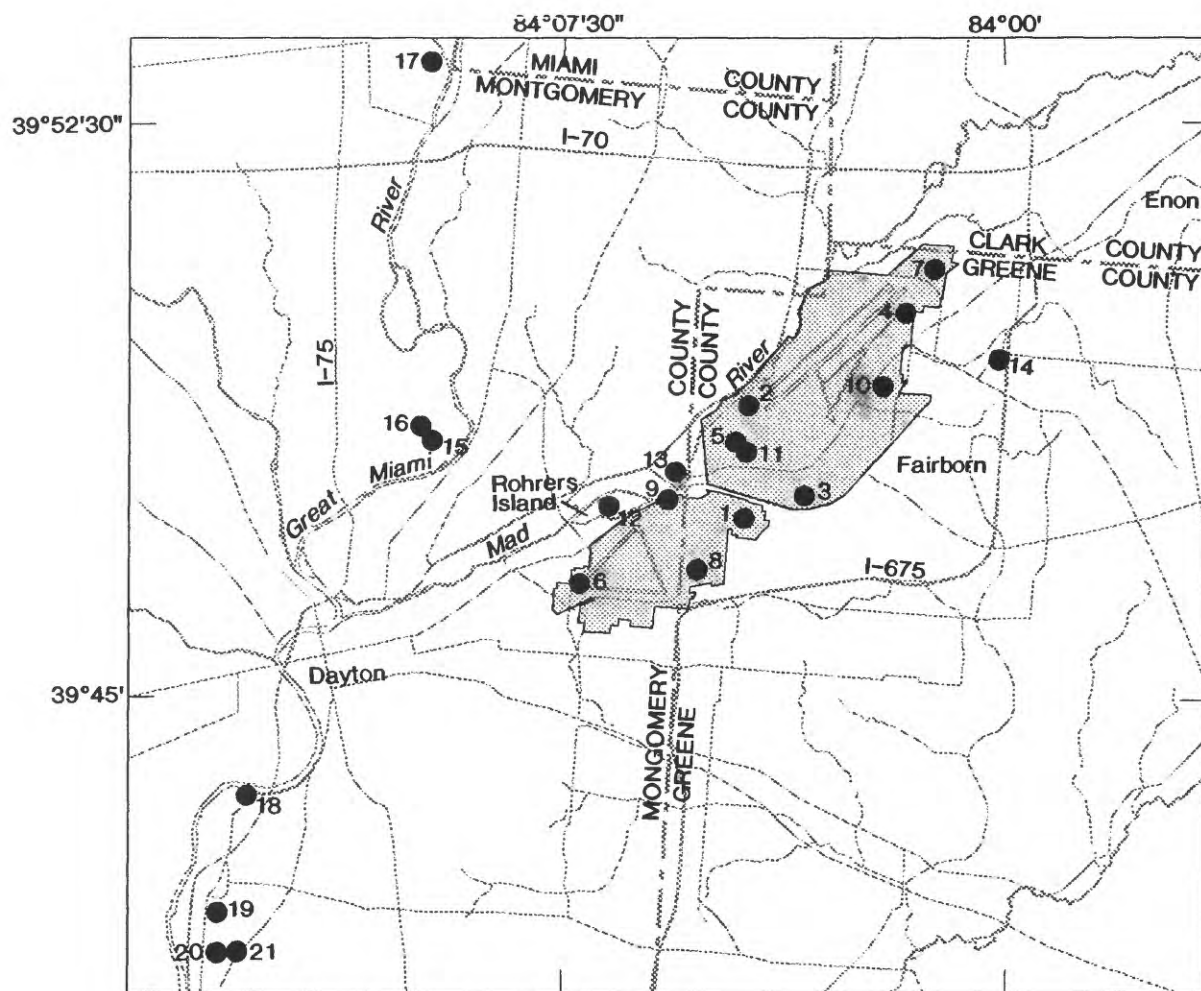 84°07'30"
84°00'
17
MIAMI
COUNTY
MONTGOMERY
COUNTY
39°52'30"
I-70
River
Enon
CLARK
COUNTY
GREENE
COUNTY
7
4
I-75
COUNTY
COUNTY
River
14
10
2
16
15
5
11
Miami
13
Fairborn
Great
Rohrers
Island
9
3
12
1
Mad
8
I-675
6
Dayton
39°45'
MONGOMERY
GREENE
18
19
20
21